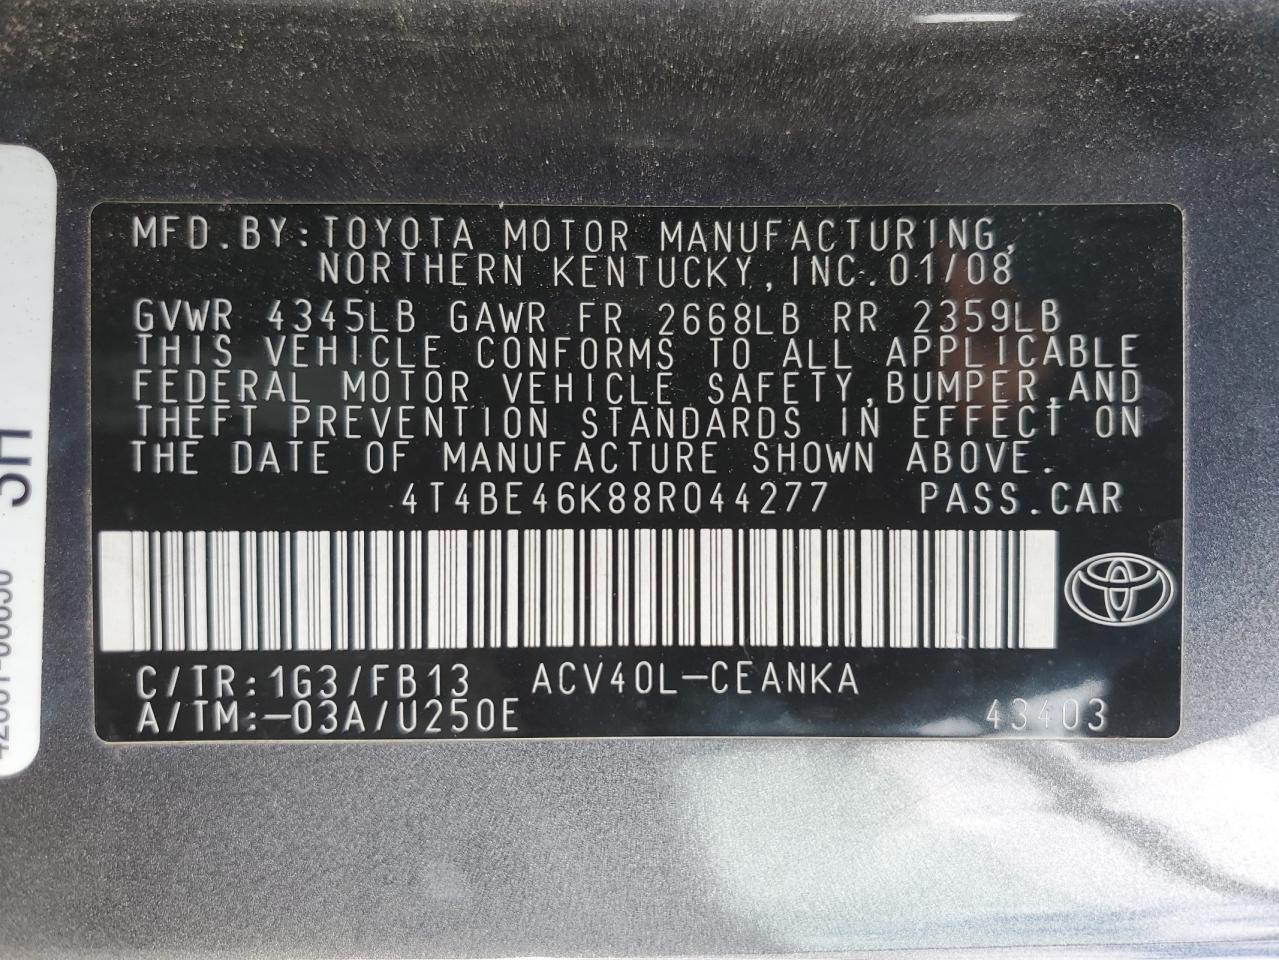 MFD.BY:TOYOTA MOTOR MANUFACTURING,
NORTHERN KENTUCKY,INC.01/08
GVWR 4345LB GAWR FR 2668LB RR 2359LB
THIS VEHICLE CONFORMS TO ALL APPLICABLE
FEDERAL MOTOR VEHICLE SAFETY,BUMPER,AND
THEFT PREVENTION STANDARDS IN EFFECT ON
THE DATE OF MANUFACTURE SHOWN ABOVE.
4T4BE46K88R044277 PASS.CAR
C/TR:1G3/FB13 ACV40L-CEANKA
A/TM:-03A/U250E 43403